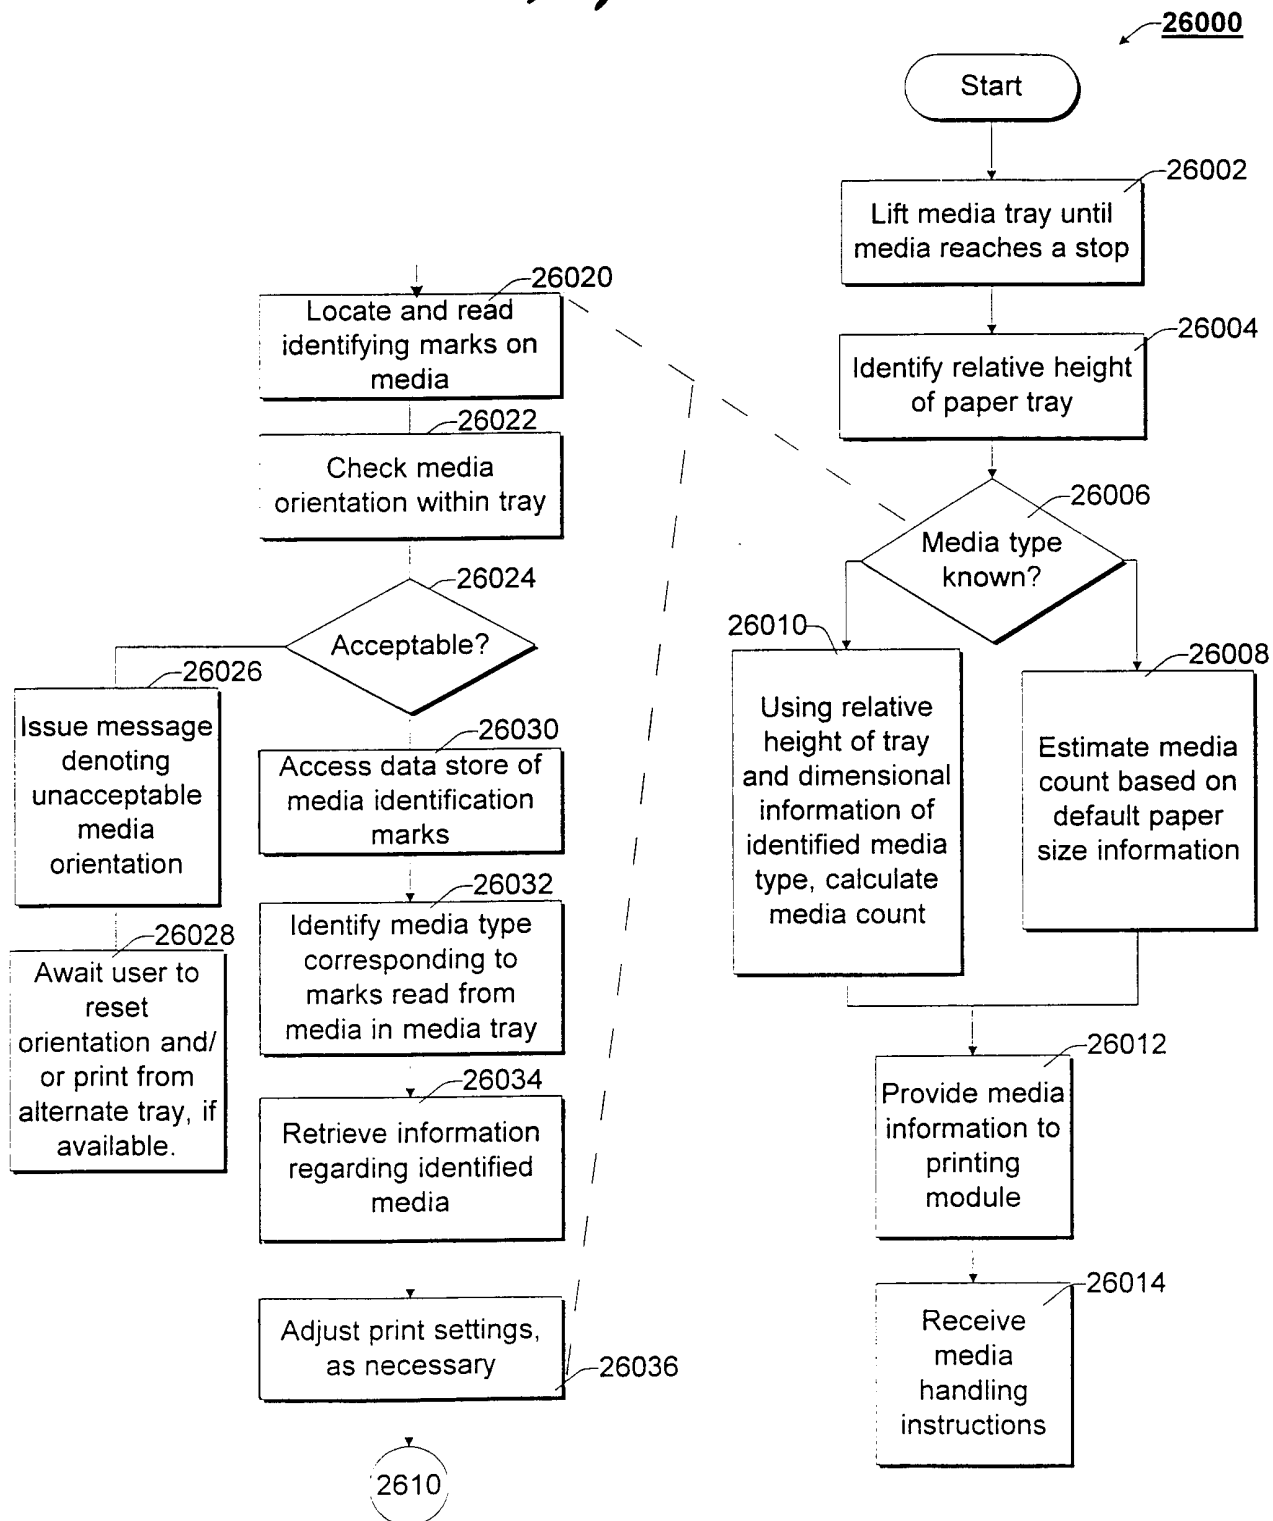 26000
Start
26002
Lift media tray until
media reaches a stop
26004
Identify relative height
of paper tray
26006
Media type
known?
26010
Using relative
height of tray
and dimensional
information of
identified media
type, calculate
media count
26008
Estimate media
count based on
default paper
size information
26012
Provide media
information to
printing
module
26014
Receive
media
handling
instructions
26020
Locate and read
identifying marks on
media
26022
Check media
orientation within tray
26024
Acceptable?
26026
Issue message
denoting
unacceptable
media
orientation
26028
Await user to
reset
orientation and/
or print from
alternate tray, if
available.
26030
Access data store of
media identification
marks
26032
Identify media type
corresponding to
marks read from
media in media tray
26034
Retrieve information
regarding identified
media
Adjust print settings,
as necessary
26036
2610